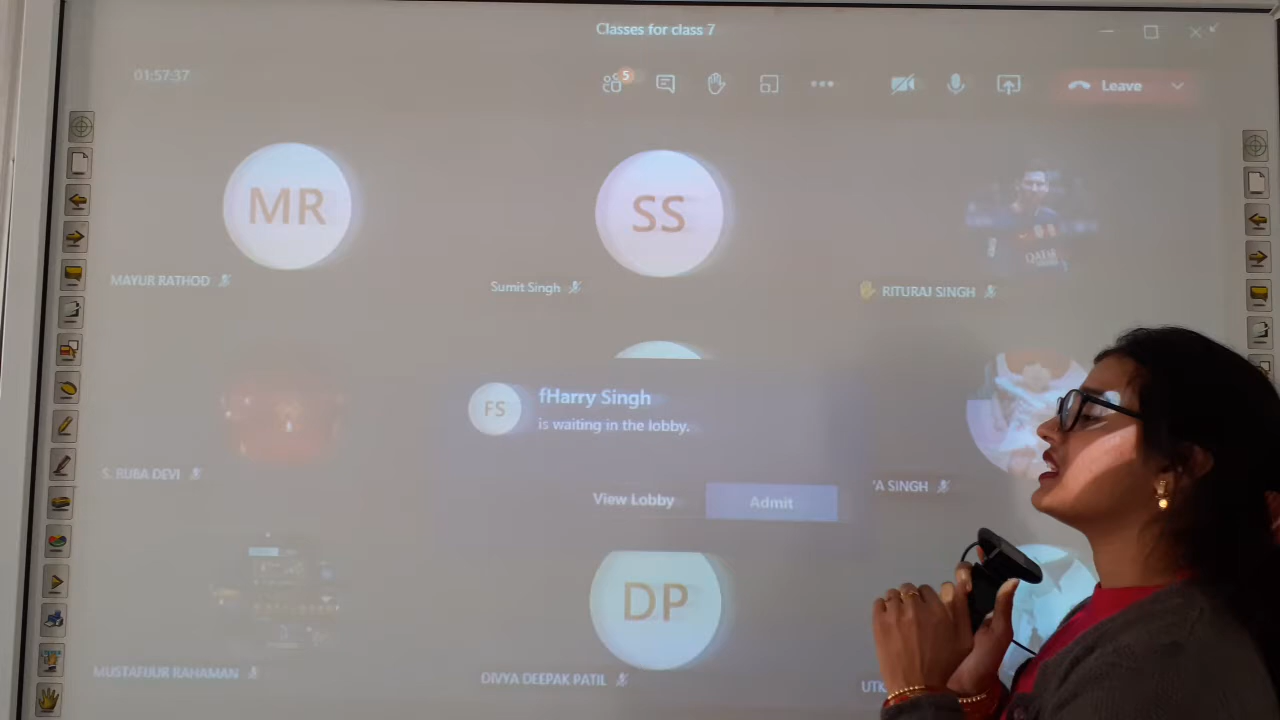 Classes for class 7
01:57:37
5
Leave
MR
SS
MAYUR RATHOD
Sumit Singh
QATAR
RITURAJ SINGH
FS
fHarry Singh
is waiting in the lobby.
View Lobby
Admit
S. RUBA DEVI
'A SINGH
DP
MUSTAFIJUR RAHAMAN
DIVYA DEEPAK PATIL
UTK